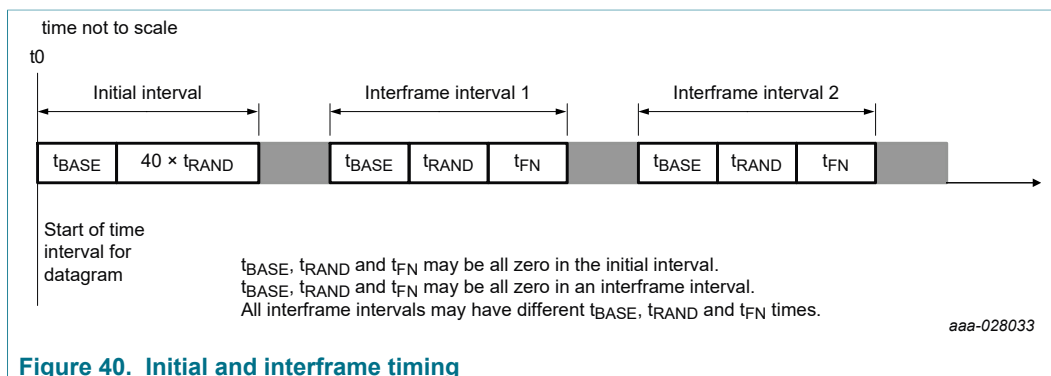 time not to scale
t0
Initial interval
Interframe interval 1
Interframe interval 2
tBASE
40 × tRAND
tBASE
tRAND
tFN
tBASE
tRAND
tFN
Start of time
interval for
datagram
tBASE, tRAND and tFN may be all zero in the initial interval.
tBASE, tRAND and tFN may be all zero in an interframe interval.
All interframe intervals may have different tBASE, tRAND and tFN times.
aaa-028033
Figure 40. Initial and interframe timing